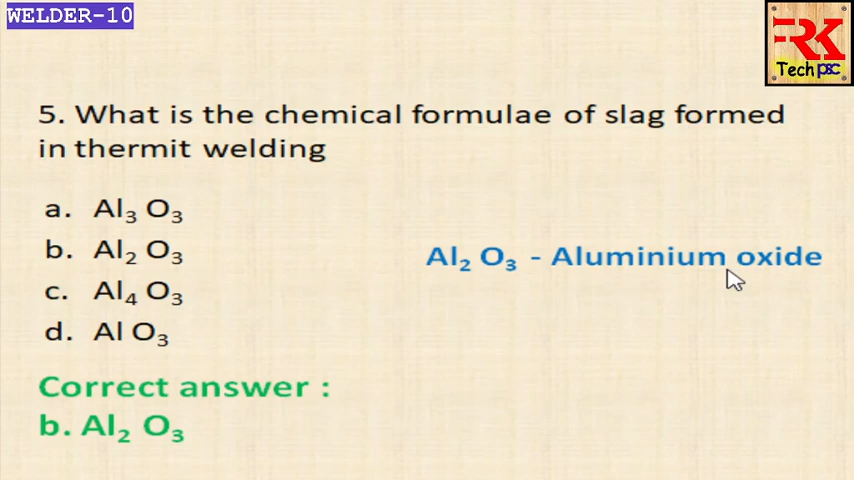 WELDER-10
RK
Tech psc
5. What is the chemical formulae of slag formed
in thermit welding
a. Al₃ O₃
b. Al₂ O₃
c. Al₄ O₃
d. Al O₃
Al₂ O₃ - Aluminium oxide
Correct answer :
b. Al₂ O₃